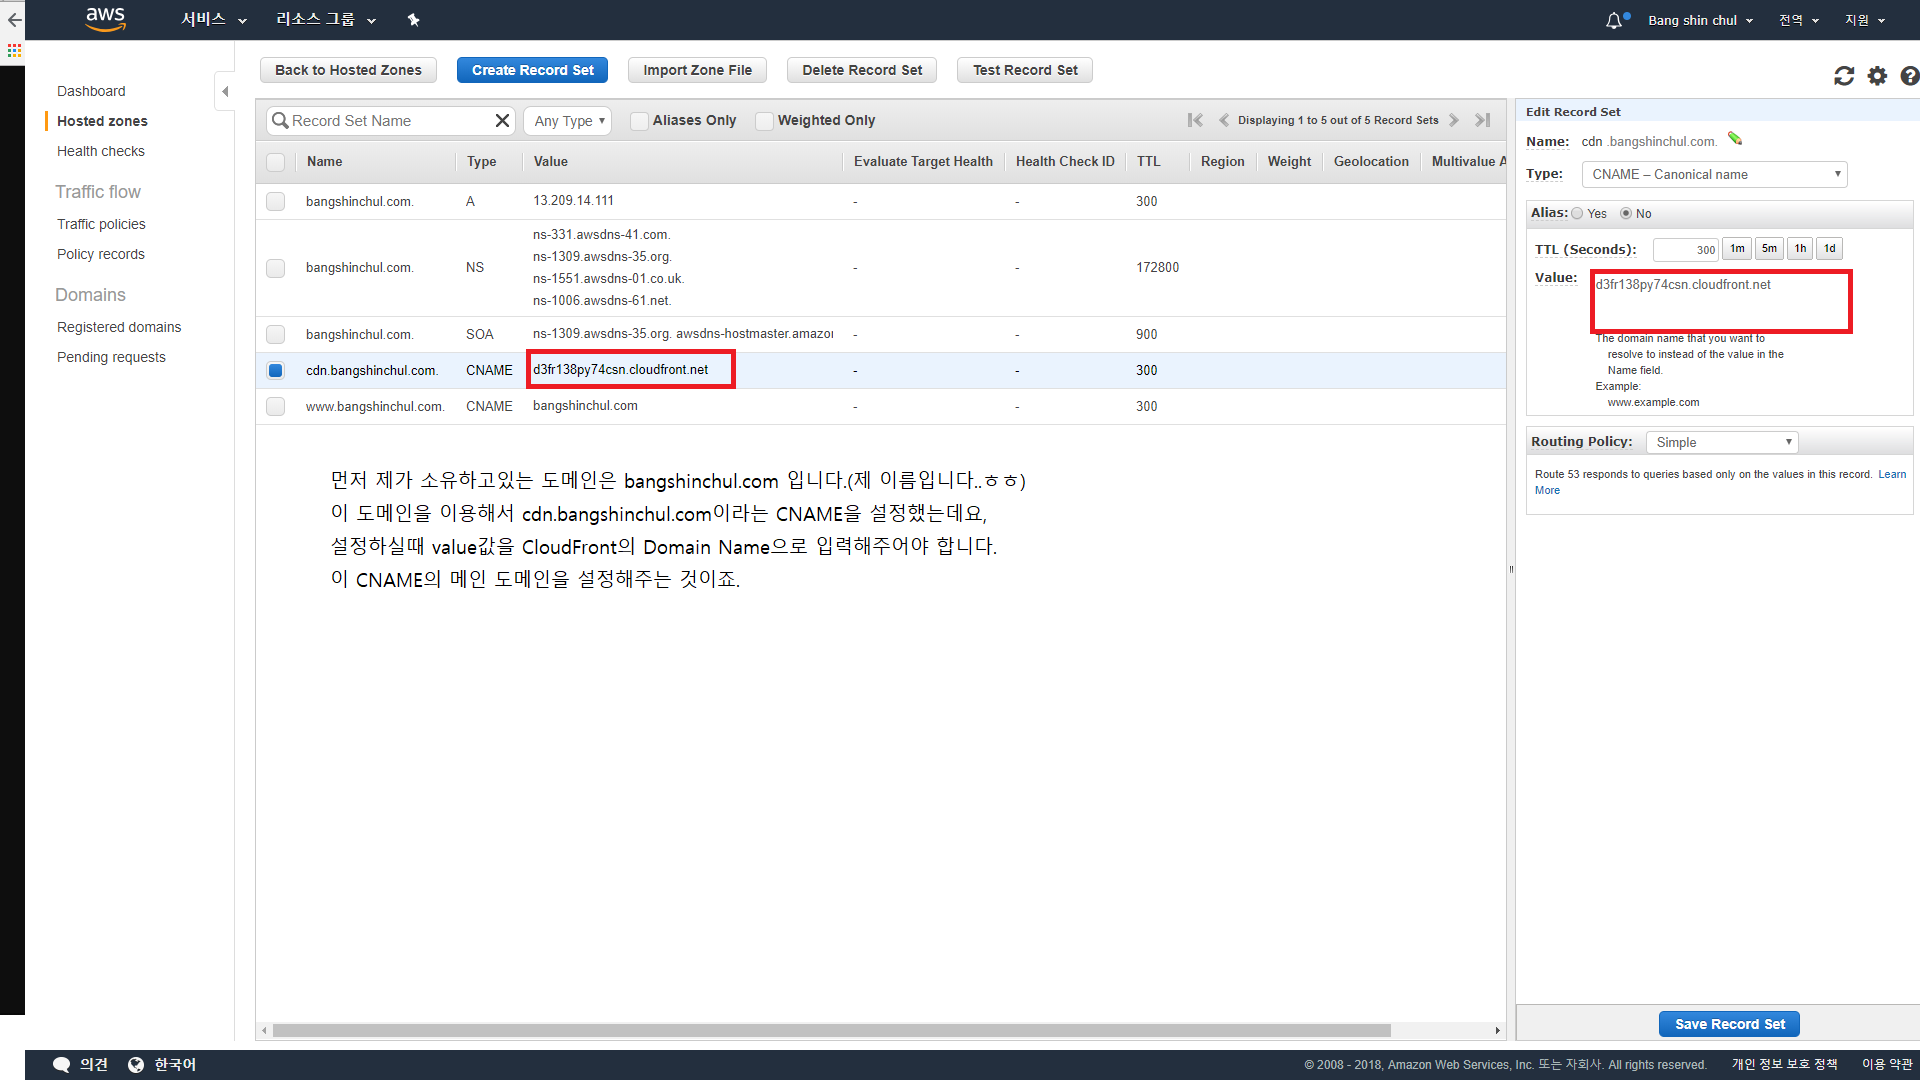 aws
서비스
리소스 그룹
Bang shin chul
전역
지원
Dashboard
Hosted zones
Health checks
Traffic flow
Traffic policies
Policy records
Domains
Registered domains
Pending requests
Back to Hosted Zones
Create Record Set
Import Zone File
Delete Record Set
Test Record Set
Record Set Name
Any Type
Aliases Only
Weighted Only
Displaying 1 to 5 out of 5 Record Sets
Name Type Value Evaluate Target Health Health Check ID TTL Region Weight Geolocation Multivalue A
bangshinchul.com. A 13.209.14.111 - - 300
bangshinchul.com. NS ns-331.awsdns-41.com. - - 172800
ns-1309.awsdns-35.org.
ns-1551.awsdns-01.co.uk.
ns-1006.awsdns-61.net.
bangshinchul.com. SOA ns-1309.awsdns-35.org. awsdns-hostmaster.amazon - - 900
cdn.bangshinchul.com. CNAME d3fr138py74csn.cloudfront.net - - 300
www.bangshinchul.com. CNAME bangshinchul.com - - 300
먼저 제가 소유하고있는 도메인은 bangshinchul.com 입니다.(제 이름입니다..ㅎㅎ)
이 도메인을 이용해서 cdn.bangshinchul.com이라는 CNAME을 설정했는데요,
설정하실때 value값을 CloudFront의 Domain Name으로 입력해주어야 합니다.
이 CNAME의 메인 도메인을 설정해주는 것이죠.
Edit Record Set
Name: cdn .bangshinchul.com.
Type: CNAME – Canonical name
Alias: Yes No
TTL (Seconds): 300 1m 5m 1h 1d
Value: d3fr138py74csn.cloudfront.net
The domain name that you want to
resolve to instead of the value in the
Name field.
Example:
www.example.com
Routing Policy: Simple
Route 53 responds to queries based only on the values in this record. Learn
More
Save Record Set
의견
한국어
© 2008 - 2018, Amazon Web Services, Inc. 또는 자회사. All rights reserved.
개인 정보 보호 정책
이용 약관